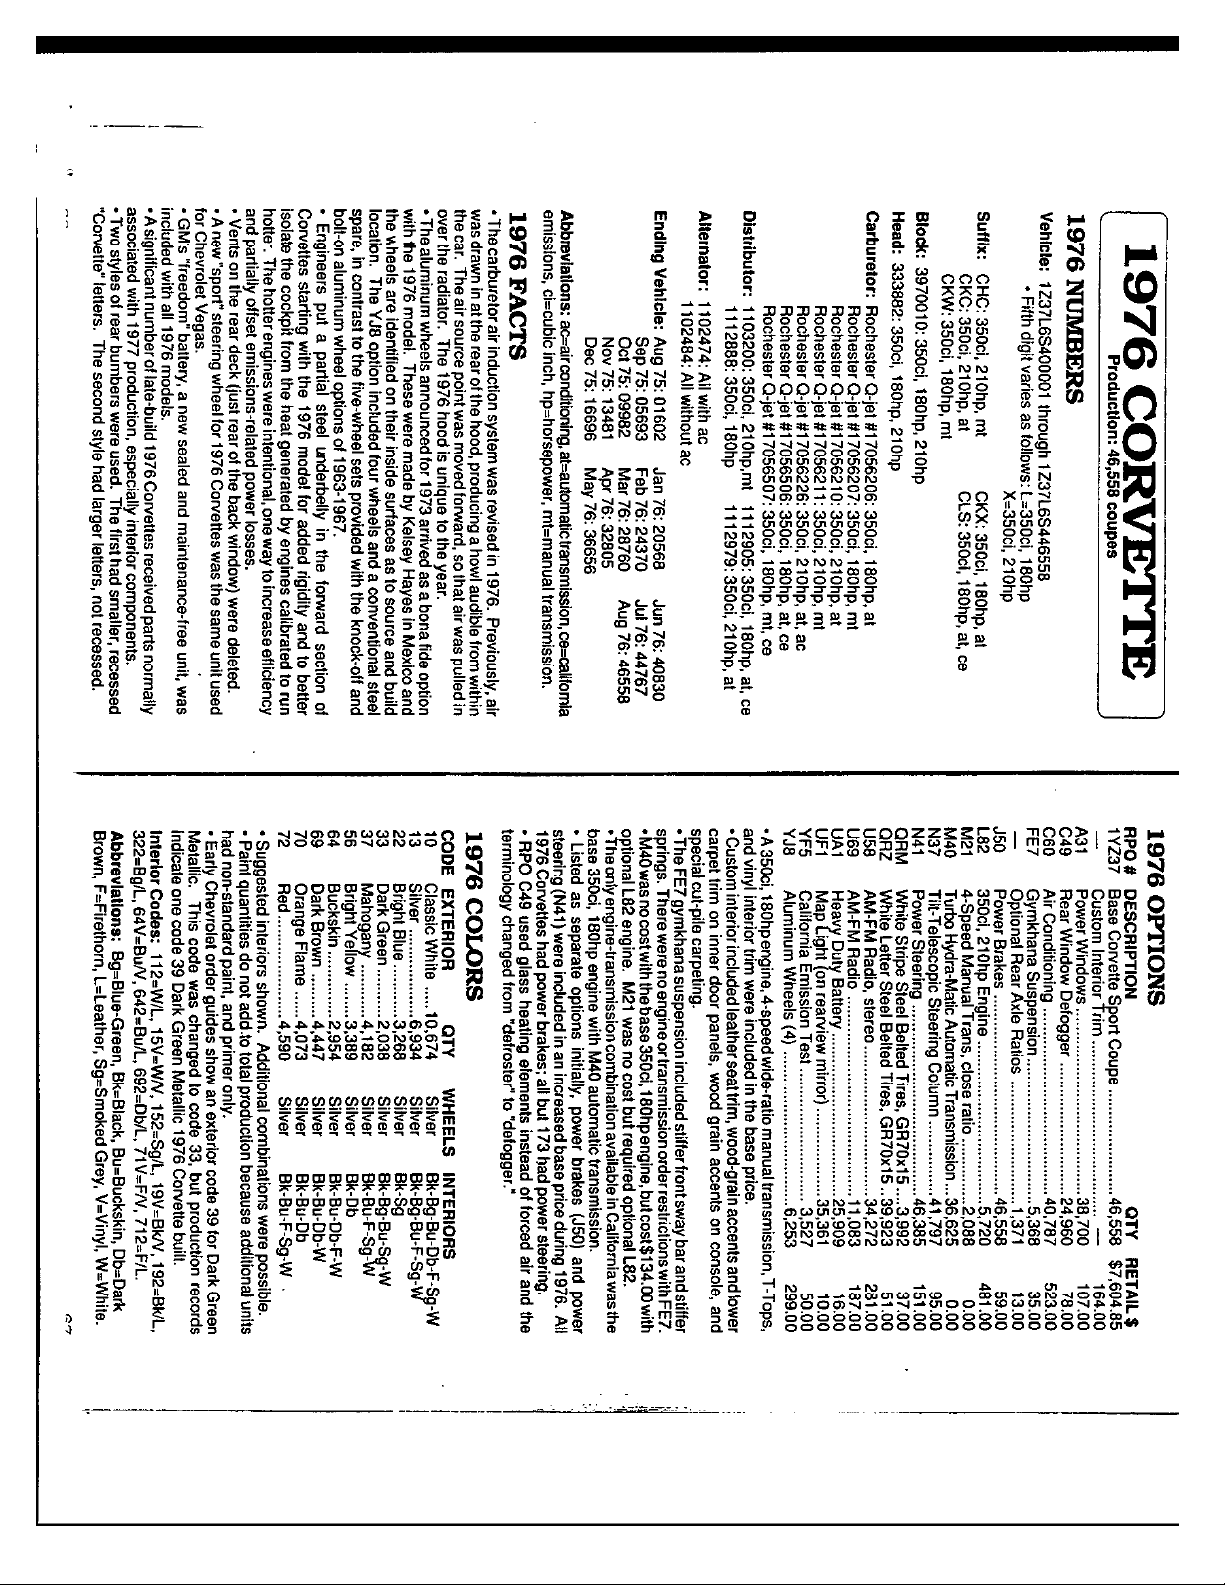 1976 CORVETTE
Production: 46,558 coupes
1976 NUMBERS
Vehicle: 1Z37L6S400001 through 1Z37L6S446558
• Fifth digit varies as follows: L=350ci, 180hp
X=350ci, 210hp
Suffix: CHC: 350ci, 210hp, mt CKX: 350ci, 180hp, at
CKC: 350ci, 210hp, at CLS: 350ci, 180hp, at, ce
CKW: 350ci, 180hp, mt
Block: 3970010: 350ci, 180hp, 210hp
Head: 333882: 350ci, 180hp, 210hp
Carburetor: Rochester Q-jet #17056206: 350ci, 180hp, at
Rochester Q-jet #17056207: 350ci, 180hp, mt
Rochester Q-jet #17056210: 350ci, 210hp, at
Rochester Q-jet #17056211: 350ci, 210hp, mt
Rochester Q-jet #17056226: 350ci, 210hp, at, ac
Rochester Q-jet #17056506: 350ci, 180hp, at, ce
Rochester Q-jet #17056507: 350ci, 180hp, mt, ce
Distributor: 1103200: 350ci, 210hp,mt 1112905: 350ci, 180hp, at, ce
1112888: 350ci, 180hp 1112979: 350ci, 210hp, at
Alternator: 1102474: All with ac
1102484: All without ac
Ending Vehicle: Aug 75: 01602 Jan 76: 20568 Jun 76: 40830
Sep 75: 05693 Feb 76: 24370 Jul 76: 44767
Oct 75: 09982 Mar 76: 28760 Aug 76: 46558
Nov 75: 13481 Apr 76: 32805
Dec 75: 16696 May 76: 36656
Abbreviations: ac=air conditioning, at=automatic transmission, ce=california
emissions, ci=cubic inch, hp=horsepower, mt=manual transmission.
1976 FACTS
• The carburetor air induction system was revised in 1976. Previously, air
was drawn in at the rear of the hood, producing a howl audible from within
the car. The air source point was moved forward, so that air was pulled in
over the radiator. The 1976 hood is unique to the year.
• The aluminum wheels announced for 1973 arrived as a bona fide option
with the 1976 model. These were made by Kelsey Hayes in Mexico and
the wheels are identified on their inside surfaces as to source and build
location. The YJ8 option included four wheels and a conventional steel
spare, in contrast to the five-wheel sets provided with the knock-off and
bolt-on aluminum wheel options of 1963-1967.
• Engineers put a partial steel underbelly in the forward section of
Corvettes starting with the 1976 model for added rigidity and to better
isolate the cockpit from the heat generated by engines calibrated to run
hotter. The hotter engines were intentional, one way to increase efficiency
and partially offset emissions-related power losses.
• Vents on the rear deck (just rear of the back window) were deleted.
• A new "sport" steering wheel for 1976 Corvettes was the same unit used
for Chevrolet Vegas.
• GMs "freedom" battery, a new sealed and maintenance-free unit, was
included with all 1976 models.
• A significant number of late-build 1976 Corvettes received parts normally
associated with 1977 production, especially interior components.
• Two styles of rear bumbers were used. The first had smaller, recessed
"Corvette" letters. The second style had larger letters, not recessed.
1976 OPTIONS
RPO # DESCRIPTION QTY RETAIL $
1YZ37 Base Corvette Sport Coupe 46,558 $7,604.85
— Custom Interior Trim — 164.00
A31 Power Windows 38,700 107.00
C49 Rear Window Defogger 24,960 78.00
C60 Air Conditioning 40,787 523.00
FE7 Gymkhana Suspension 5,368 35.00
— Optional Rear Axle Ratios 1,371 13.00
J50 Power Brakes 46,558 59.00
L82 350ci, 210hp Engine 5,720 481.00
M21 4-Speed Manual Trans, close ratio 2,088 0.00
M40 Turbo Hydra-Matic Automatic Transmission 36,625 0.00
N37 Tilt-Telescopic Steering Column 41,797 95.00
N41 Power Steering 46,385 151.00
QRM White Stripe Steel Belted Tires, GR70x15 3,992 37.00
QRZ White Letter Steel Belted Tires, GR70x15 39,923 51.00
U58 AM-FM Radio, stereo 34,272 281.00
U69 AM-FM Radio 11,083 187.00
UA1 Heavy Duty Battery 25,909 16.00
UF1 Map Light (on rearview mirror) 35,361 10.00
YF5 California Emission Test 3,527 50.00
YJ8 Aluminum Wheels (4) 6,253 299.00
• A 350ci, 180hp engine, 4-speed wide-ratio manual transmission, T-Tops,
and vinyl interior trim were included in the base price.
• Custom interior included leather seat trim, wood-grain accents and lower
carpet trim on inner door panels, wood grain accents on console, and
special cut-pile carpeting.
• The FE7 gymkhana suspension included stiffer front sway bar and stiffer
springs. There were no engine or transmission order restrictions with FE7.
• M40 was no cost with the base 350ci, 180hp engine, but cost $134.00 with
optional L82 engine. M21 was no cost but required optional L82.
• The only engine-transmission combination available in California was the
base 350ci, 180hp engine with M40 automatic transmission.
• Listed as separate options initially, power brakes (J50) and power
steering (N41) were included in an increased base price during 1976. All
1976 Corvettes had power brakes; all but 173 had power steering.
• RPO C49 used glass heating elements instead of forced air and the
terminology changed from "defroster" to "defogger."
1976 COLORS
CODE EXTERIOR QTY WHEELS INTERIORS
10 Classic White 10,674 Silver Bk-Bg-Bu-Db-F-Sg-W
13 Silver 6,934 Silver Bk-Bg-Bu-F-Sg-W
22 Bright Blue 3,268 Silver Bk-Sg
33 Dark Green 2,038 Silver Bk-Bg-Bu-Sg-W
37 Mahogany 4,182 Silver Bk-Bu-F-Sg-W
56 Bright Yellow 3,389 Silver Bk-Db
64 Buckskin 2,954 Silver Bk-Bu-Db-F-W
69 Dark Brown 4,447 Silver Bk-Bu-Db-W
70 Orange Flame 4,073 Silver Bk-Bu-Db
72 Red 4,590 Silver Bk-Bu-F-Sg-W
• Suggested interiors shown. Additional combinations were possible.
• Paint quantities do not add to total production because additional units
had non-standard paint, and primer only.
• Early Chevrolet order guides show an exterior code 39 for Dark Green
Metallic. This code was changed to code 33, but production records
indicate one code 39 Dark Green Metallic 1976 Corvette built.
Interior Codes: 112=W/L, 15V=W/V, 152=Sg/L, 19V=Bk/V, 192=Bk/L,
322=Bg/L, 64V=Bu/V, 642=Bu/L, 692=Db/L, 71V=F/V, 712=F/L.
Abbreviations: Bg=Blue-Green, Bk=Black, Bu=Buckskin, Db=Dark
Brown, F=Firethorn, L=Leather, Sg=Smoked Grey, V=Vinyl, W=White.